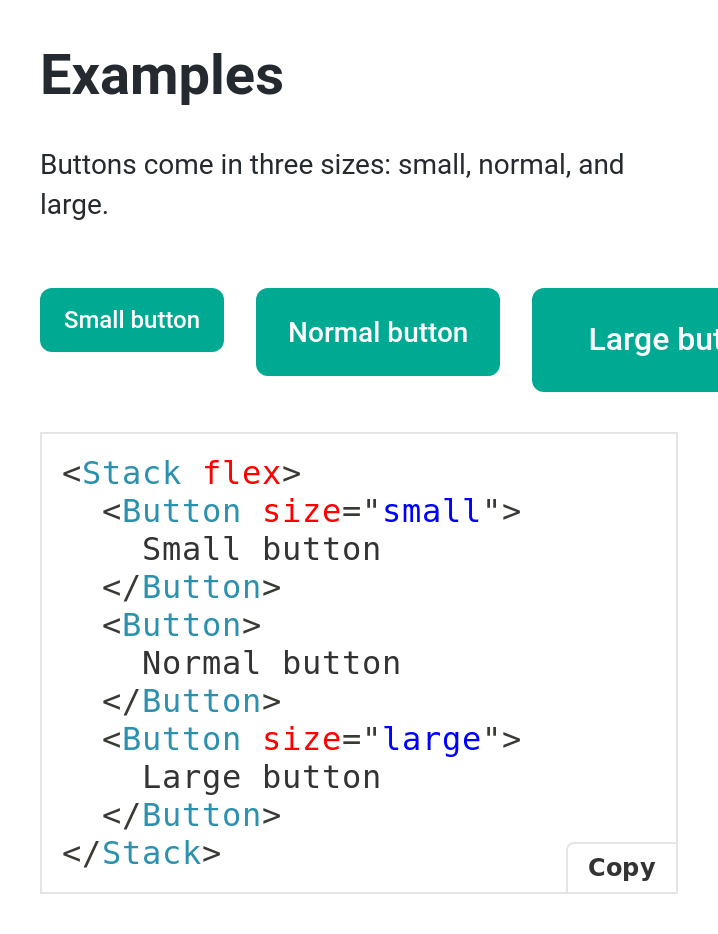 Examples
Buttons come in three sizes: small, normal, and
large.
Small button
Normal button
Large but
<Stack flex>
  <Button size="small">
    Small button
  </Button>
  <Button>
    Normal button
  </Button>
  <Button size="large">
    Large button
  </Button>
</Stack>
Copy